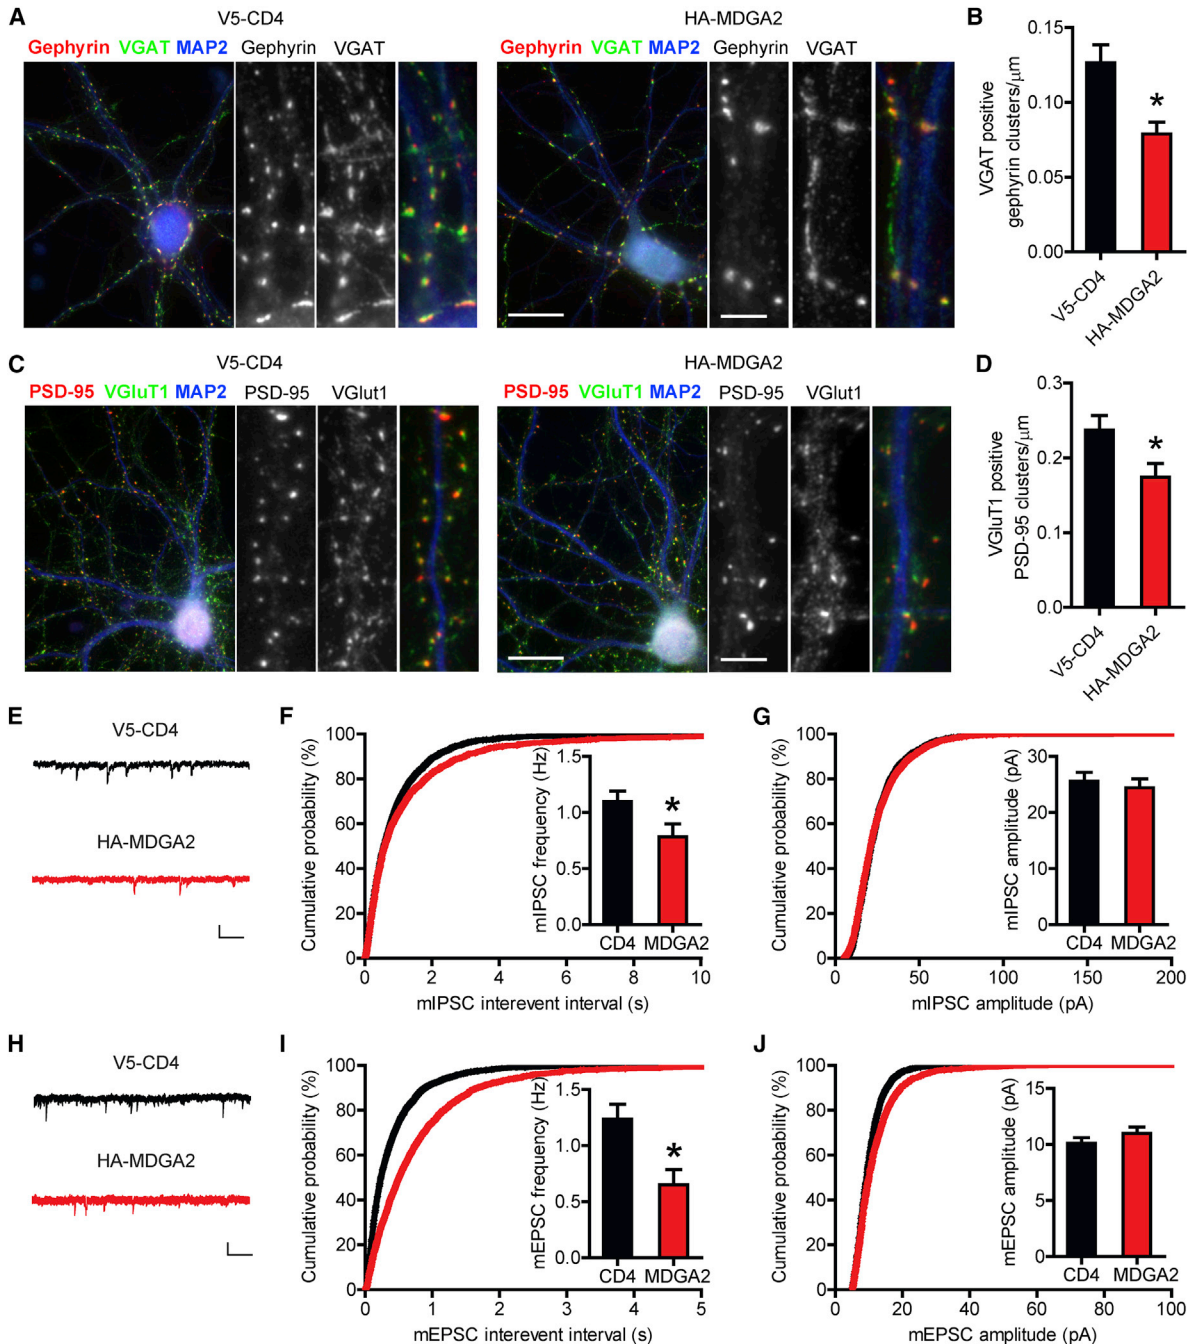 A
V5-CD4
HA-MDGA2
Gephyrin VGAT MAP2 Gephyrin VGAT
Gephyrin VGAT MAP2 Gephyrin VGAT
B
VGAT positive
gephyrin clusters/μm
0.15
0.10
0.05
0.00
*
V5-CD4
HA-MDGA2
C
V5-CD4
HA-MDGA2
PSD-95 VGluT1 MAP2 PSD-95 VGlut1
PSD-95 VGluT1 MAP2 PSD-95 VGlut1
D
VGluT1 positive
PSD-95 clusters/μm
0.3
0.2
0.1
0.0
*
V5-CD4
HA-MDGA2
E
V5-CD4
HA-MDGA2
F
Cumulative probability (%)
100
80
60
40
20
0
0 2 4 6 8 10
mIPSC interevent interval (s)
mIPSC frequency (Hz)
1.5
1.0
0.5
0.0
*
CD4 MDGA2
G
Cumulative probability (%)
100
80
60
40
20
0
0 50 100 150 200
mIPSC amplitude (pA)
mIPSC amplitude (pA)
30
20
10
0
CD4 MDGA2
H
V5-CD4
HA-MDGA2
I
Cumulative probability (%)
100
80
60
40
20
0
0 1 2 3 4 5
mEPSC interevent interval (s)
mEPSC frequency (Hz)
1.5
1.0
0.5
0.0
*
CD4 MDGA2
J
Cumulative probability (%)
100
80
60
40
20
0
0 20 40 60 80 100
mEPSC amplitude (pA)
mEPSC amplitude (pA)
15
10
5
0
CD4 MDGA2